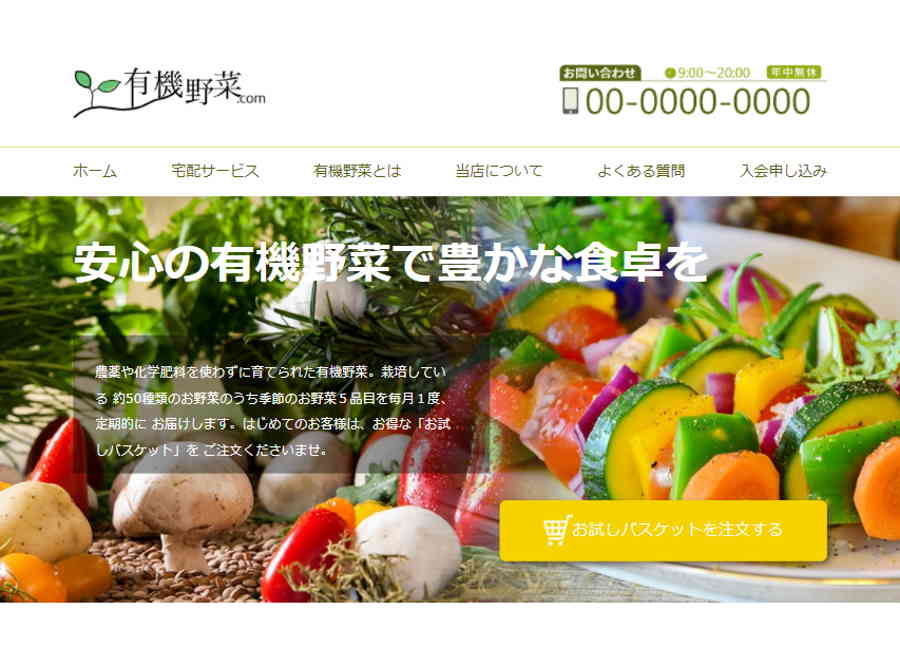 有機野菜.com
お問い合わせ 9:00～20:00 年中無休
00-0000-0000
ホーム 宅配サービス 有機野菜とは 当店について よくある質問 入会申し込み
安心の有機野菜で豊かな食卓を
農薬や化学肥料を使わずに育てられた有機野菜。栽培してい
る 約50種類のお野菜のうち季節のお野菜５品目を毎月１度、
定期的に お届けします。はじめてのお客様は、お得な「お試
しバスケット」を ご注文くださいませ。
お試しバスケットを注文する